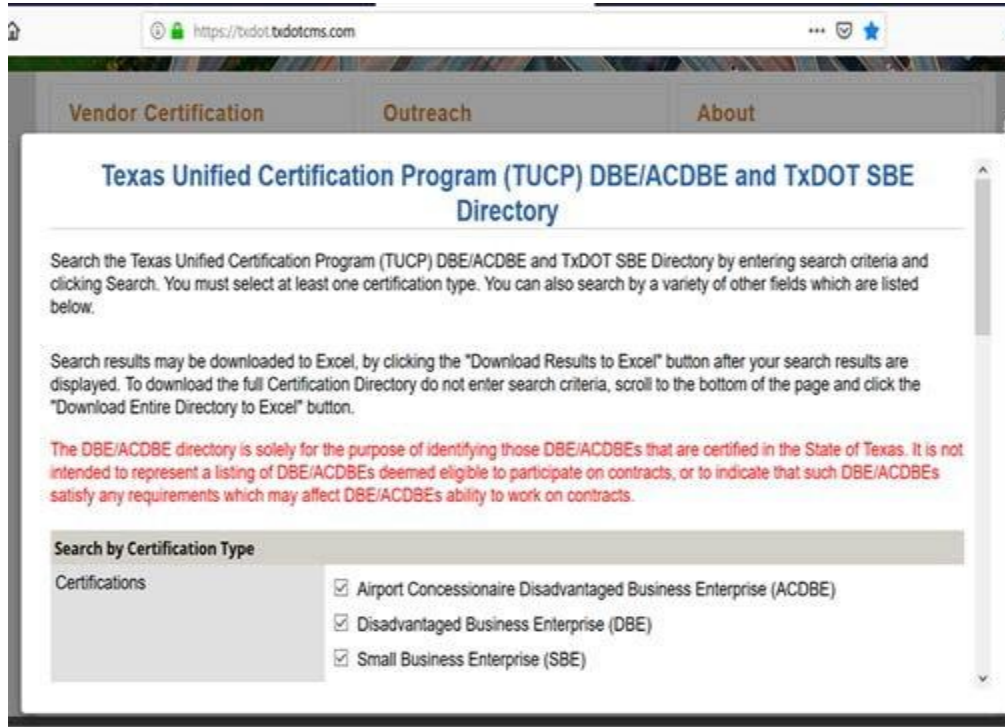 https://txdot.txdotcms.com
Vendor Certification
Outreach
About
Texas Unified Certification Program (TUCP) DBE/ACDBE and TxDOT SBE
Directory
Search the Texas Unified Certification Program (TUCP) DBE/ACDBE and TxDOT SBE Directory by entering search criteria and
clicking Search. You must select at least one certification type. You can also search by a variety of other fields which are listed
below.
Search results may be downloaded to Excel, by clicking the "Download Results to Excel" button after your search results are
displayed. To download the full Certification Directory do not enter search criteria, scroll to the bottom of the page and click the
"Download Entire Directory to Excel" button.
The DBE/ACDBE directory is solely for the purpose of identifying those DBE/ACDBEs that are certified in the State of Texas. It is not
intended to represent a listing of DBE/ACDBEs deemed eligible to participate on contracts, or to indicate that such DBE/ACDBEs
satisfy any requirements which may affect DBE/ACDBEs ability to work on contracts.
Search by Certification Type
Certifications
Airport Concessionaire Disadvantaged Business Enterprise (ACDBE)
Disadvantaged Business Enterprise (DBE)
Small Business Enterprise (SBE)